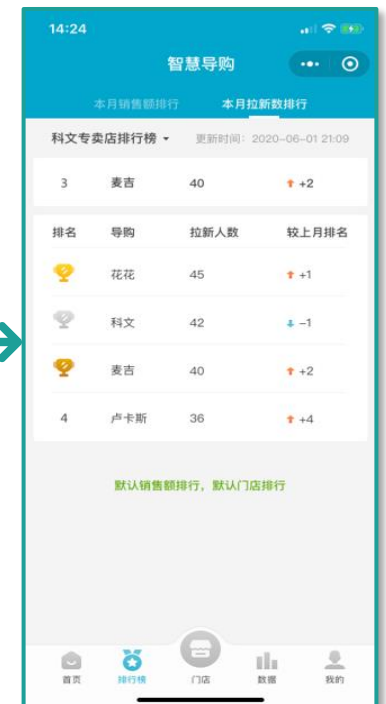 14:24
智慧导购
本月销售额排行 本月拉新数排行
科文专卖店排行榜 更新时间：2020-06-01 21:09
3 麦吉 40 +2
排名 导购 拉新人数 较上月排名
花花 45 +1
科文 42 -1
麦吉 40 +2
4 卢卡斯 36 +4
默认销售额排行，默认门店排行
首页 排行榜 门店 数据 我的